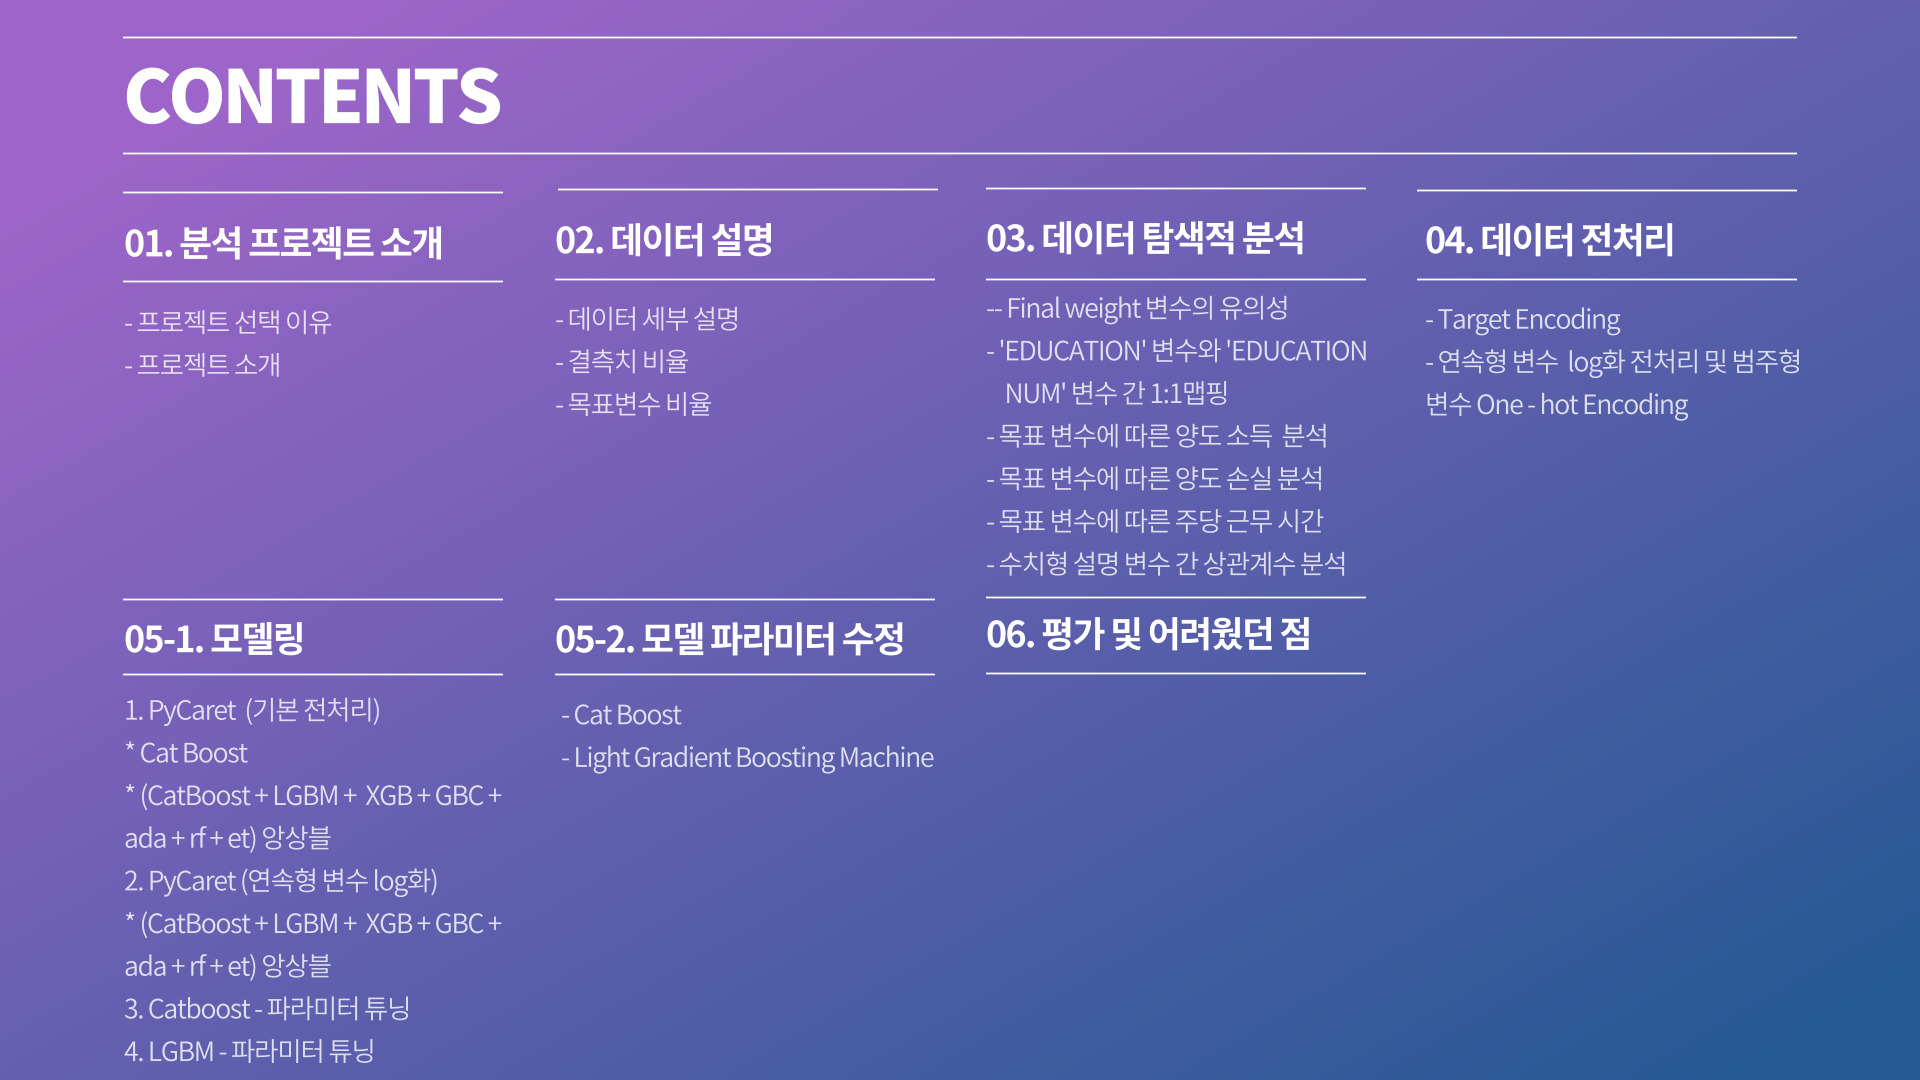 CONTENTS
01. 분석 프로젝트 소개
- 프로젝트 선택 이유
- 프로젝트 소개
02. 데이터 설명
- 데이터 세부 설명
- 결측치 비율
- 목표변수 비율
03. 데이터 탐색적 분석
-- Final weight 변수의 유의성
- 'EDUCATION' 변수와 'EDUCATION
NUM' 변수 간 1:1맵핑
- 목표 변수에 따른 양도 소득 분석
- 목표 변수에 따른 양도 손실 분석
- 목표 변수에 따른 주당 근무 시간
- 수치형 설명 변수 간 상관계수 분석
04. 데이터 전처리
- Target Encoding
- 연속형 변수 log화 전처리 및 범주형
변수 One - hot Encoding
05-1. 모델링
1. PyCaret (기본 전처리)
* Cat Boost
* (CatBoost + LGBM + XGB + GBC +
ada + rf + et) 앙상블
2. PyCaret (연속형 변수 log화)
* (CatBoost + LGBM + XGB + GBC +
ada + rf + et) 앙상블
3. Catboost - 파라미터 튜닝
4. LGBM - 파라미터 튜닝
05-2. 모델 파라미터 수정
- Cat Boost
- Light Gradient Boosting Machine
06. 평가 및 어려웠던 점